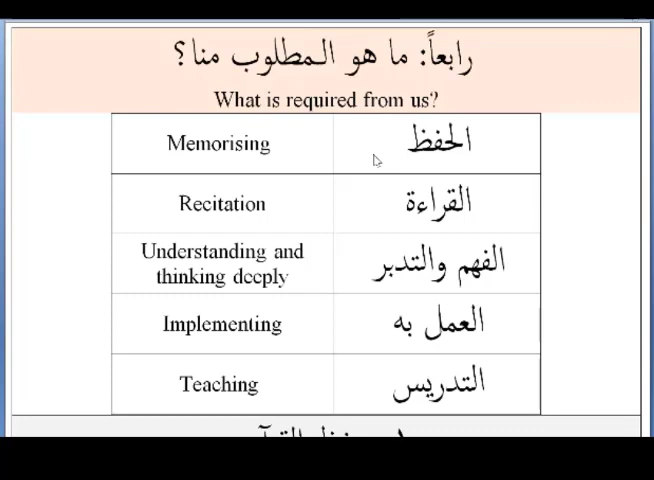 رابعاً: ما هو المطلوب منا؟
What is required from us?
Memorising الحفظ
Recitation القراءة
Understanding and
thinking deeply
الفهم والتدبر
Implementing العمل به
Teaching التدريس